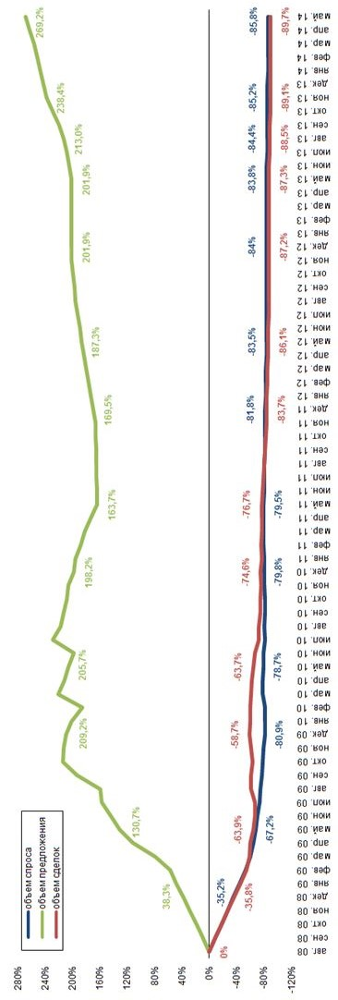 280%
240%
200%
160%
120%
80%
40%
0%
-40%
-80%
-120%
объем спроса
объем предложения
объем сделок
38,3%
130,7%
209,2%
205,7%
198,2%
163,7%
169,5%
187,3%
201,9%
201,9%
213,0%
238,4%
269,2%
0%
-35,2%
-35,8%
-63,9%
-67,2%
-58,7%
-80,9%
-63,7%
-78,7%
-74,6%
-79,8%
-76,7%
-79,5%
-81,8%
-83,7%
-83,5%
-86,1%
-84%
-87,2%
-83,8%
-87,3%
-84,4%
-88,5%
-85,2%
-89,1%
-85,8%
-89,7%
авг. 08
сен. 08
окт. 08
ноя. 08
дек. 08
янв. 09
фев. 09
мар. 09
апр. 09
май. 09
июн. 09
июл. 09
авг. 09
сен. 09
окт. 09
ноя. 09
дек. 09
янв. 10
фев. 10
мар. 10
апр. 10
май. 10
июн. 10
июл. 10
авг. 10
сен. 10
окт. 10
ноя. 10
дек. 10
янв. 11
фев. 11
мар. 11
апр. 11
май. 11
июн. 11
июл. 11
авг. 11
сен. 11
окт. 11
ноя. 11
дек. 11
янв. 12
фев. 12
мар. 12
апр. 12
май. 12
июн. 12
июл. 12
авг. 12
сен. 12
окт. 12
ноя. 12
дек. 12
янв. 13
фев. 13
мар. 13
апр. 13
май. 13
июн. 13
июл. 13
авг. 13
сен. 13
окт. 13
ноя. 13
дек. 13
янв. 14
фев. 14
мар. 14
апр. 14
май. 14